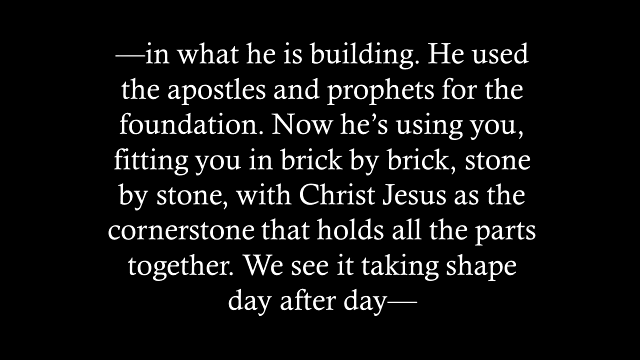 —in what he is building. He used
the apostles and prophets for the
foundation. Now he’s using you,
fitting you in brick by brick, stone
by stone, with Christ Jesus as the
cornerstone that holds all the parts
together. We see it taking shape
day after day—